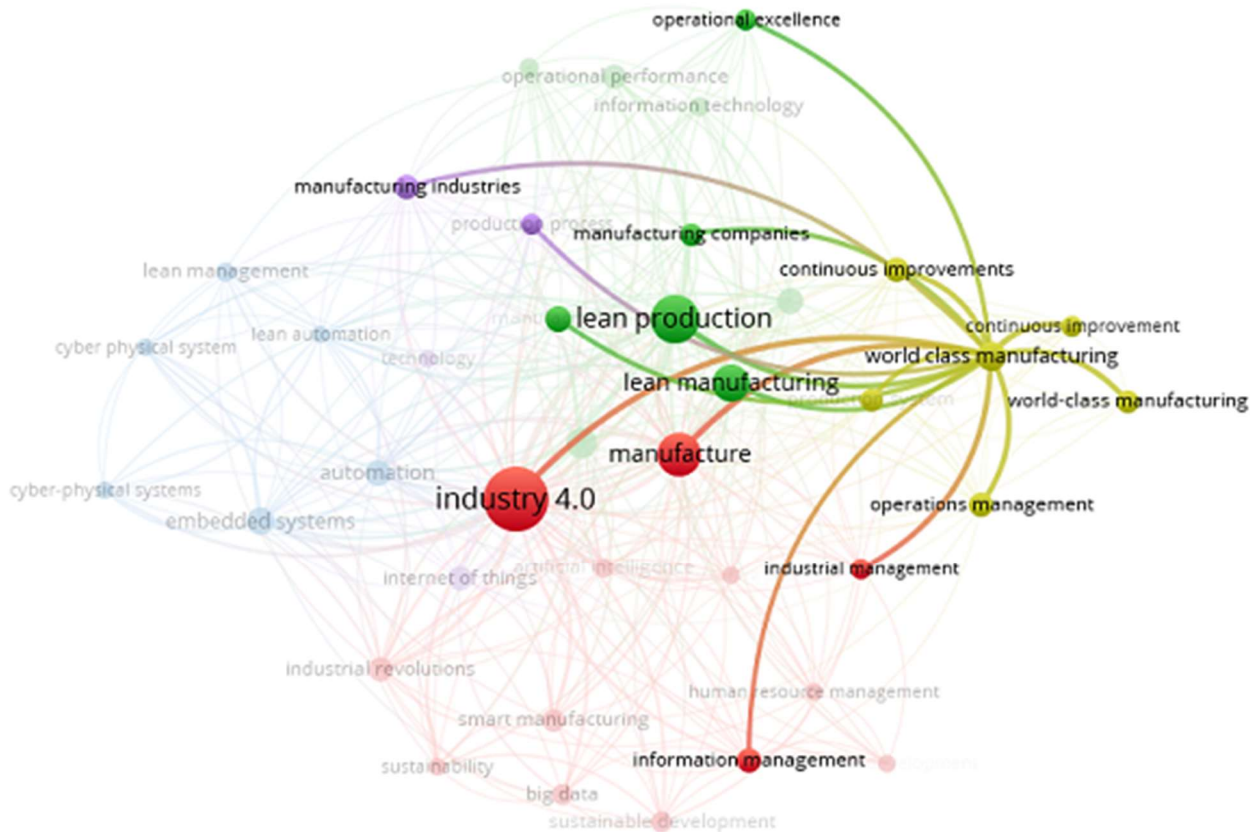 operational excellence
operational performance
information technology
manufacturing industries
production process
manufacturing companies
lean management
continuous improvements
lean production
continuous improvement
lean automation
cyber physical system
technology
world class manufacturing
lean manufacturing
production system
world-class manufacturing
manufacture
automation
cyber-physical systems
industry 4.0
operations management
embedded systems
artificial intelligence
industrial management
internet of things
industrial revolutions
human resource management
smart manufacturing
information management
sustainability
big data
sustainable development